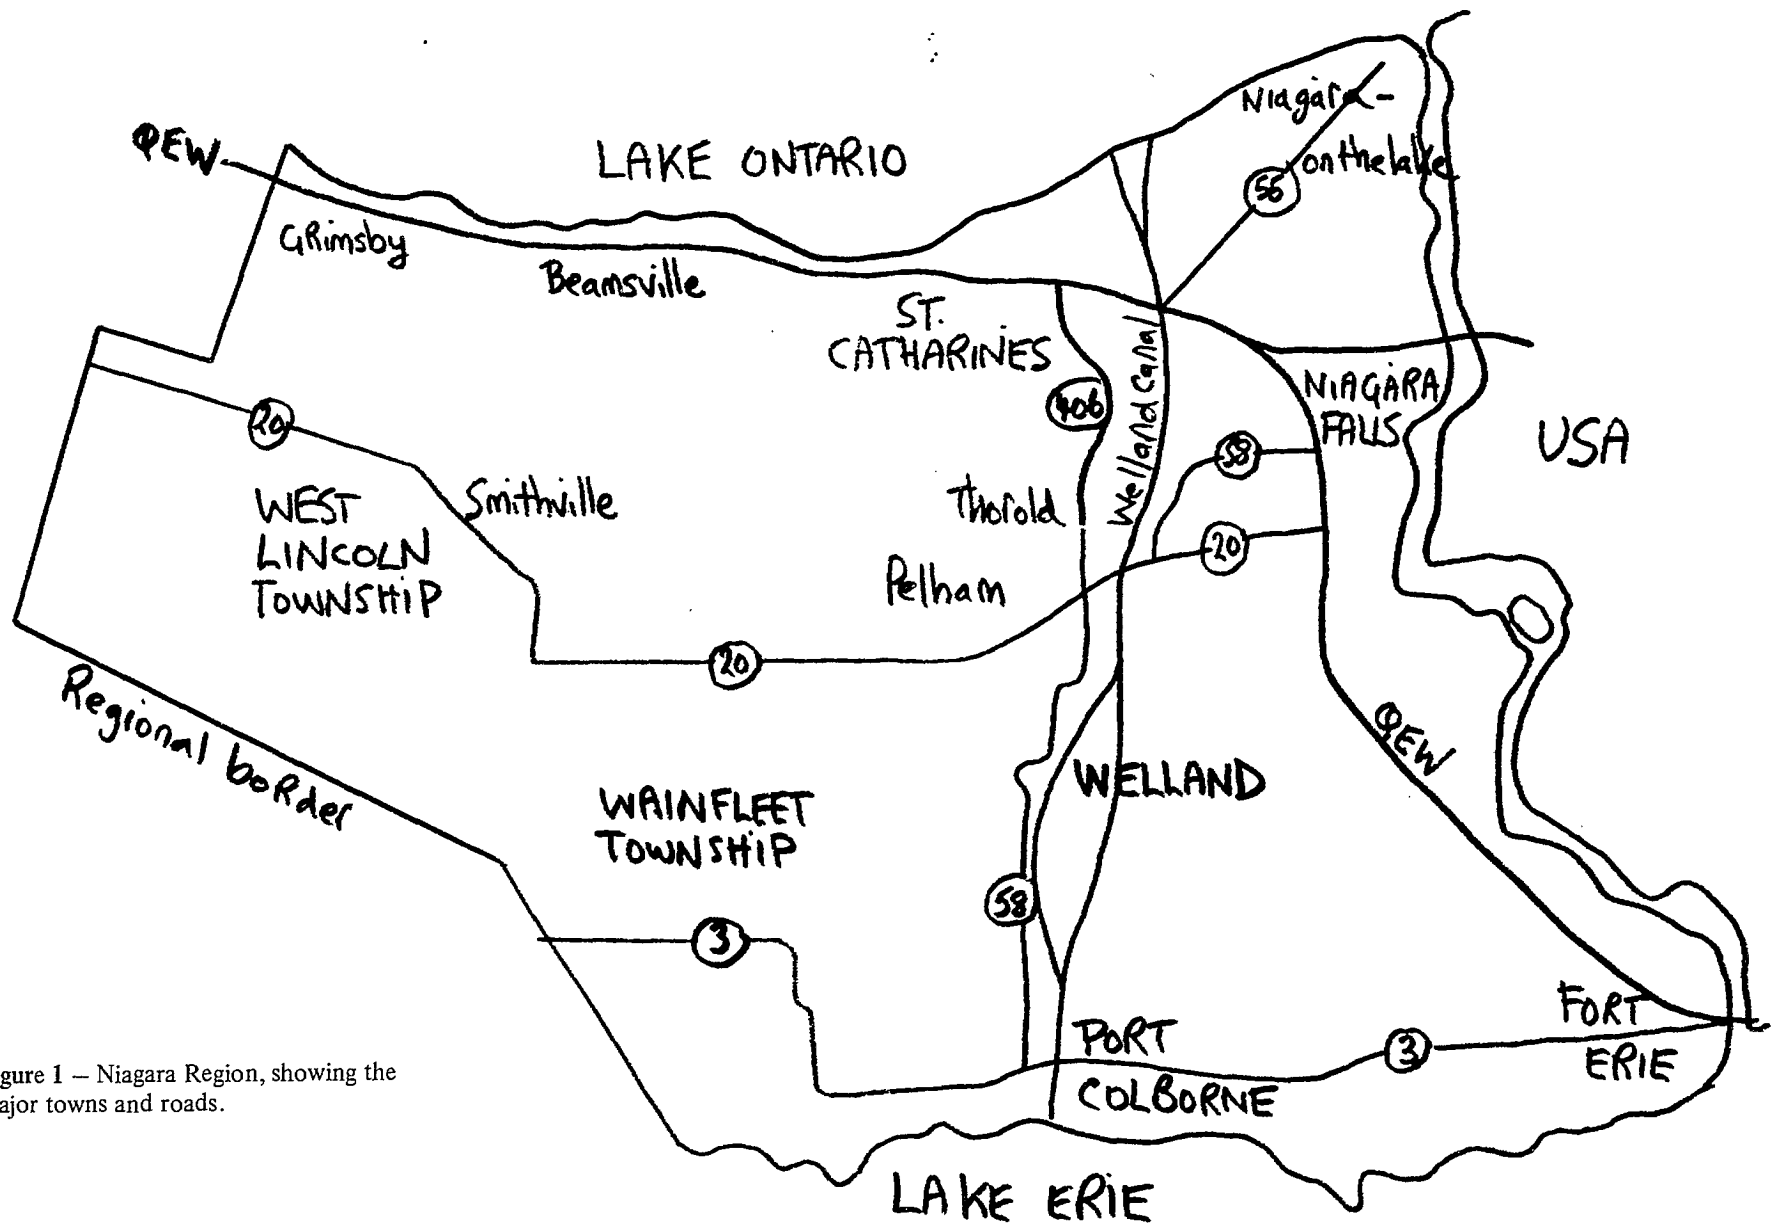 Niagara-
on the lake
QEW
LAKE ONTARIO
55
Grimsby
Beamsville
ST.
CATHARINES
Welland Canal
NIAGARA
FALLS
406
20
58
USA
WEST
LINCOLN
TOWNSHIP
Smithville
Thorold
20
Pelham
20
Regional border
QEW
WELLAND
WAINFLEET
TOWNSHIP
58
3
PORT
COLBORNE
3
FORT
ERIE
gure 1 – Niagara Region, showing the
ajor towns and roads.
LAKE ERIE